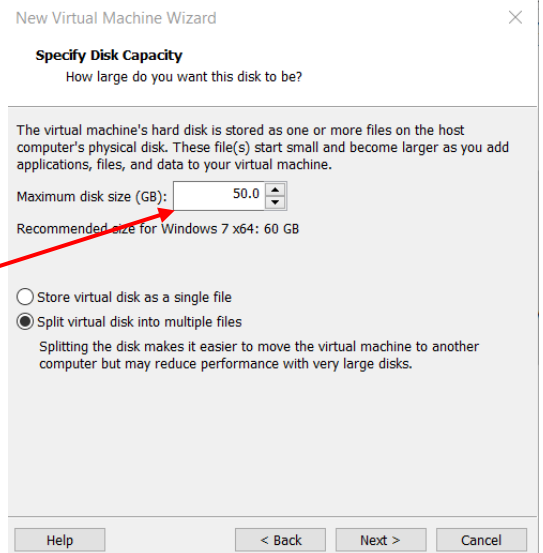 New Virtual Machine Wizard
Specify Disk Capacity
How large do you want this disk to be?
The virtual machine's hard disk is stored as one or more files on the host
computer's physical disk. These file(s) start small and become larger as you add
applications, files, and data to your virtual machine.
Maximum disk size (GB): 50.0
Recommended size for Windows 7 x64: 60 GB
Store virtual disk as a single file
Split virtual disk into multiple files
Splitting the disk makes it easier to move the virtual machine to another
computer but may reduce performance with very large disks.
Help < Back Next > Cancel